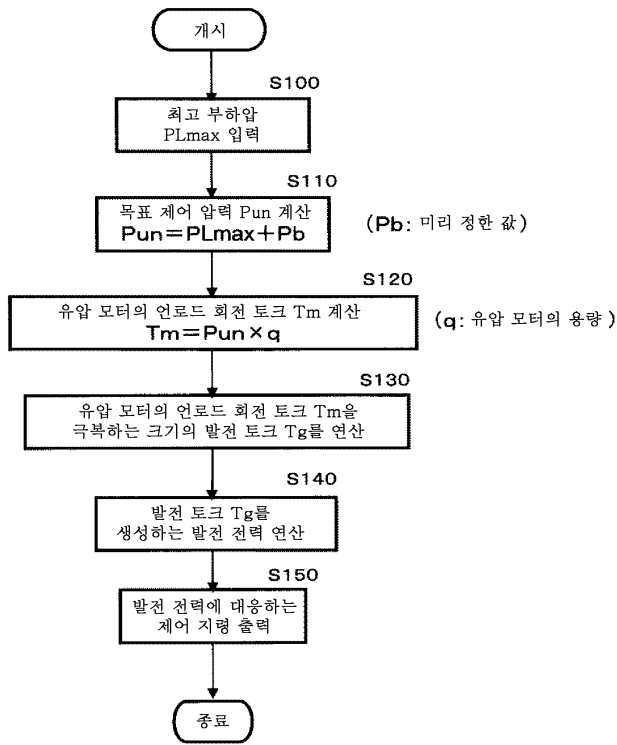 개시
S100
최고 부하압
PLmax 입력
S110
목표 제어 압력 Pun 계산
Pun=PLmax+Pb
(Pb: 미리 정한 값)
S120
유압 모터의 언로드 회전 토크 Tm 계산
Tm=Pun×q
(q: 유압 모터의 용량)
S130
유압 모터의 언로드 회전 토크 Tm을
극복하는 크기의 발전 토크 Tg를 연산
S140
발전 토크 Tg를
생성하는 발전 전력 연산
S150
발전 전력에 대응하는
제어 지령 출력
종료